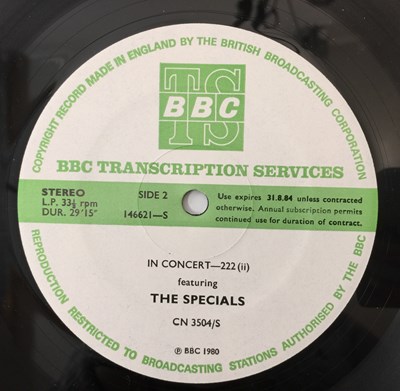 COPYRIGHT RECORD MADE IN ENGLAND BY THE BRITISH BROADCASTING CORPORATION
TS
BBC
BBC TRANSCRIPTION SERVICES
STEREO
L.P. 33⅓ rpm
DUR. 29'15"
SIDE 2
146621—S
Use expires 31.8.84 unless contracted
otherwise. Annual subscription permits
continued use for duration of contract.
IN CONCERT—222 (ii)
featuring
THE SPECIALS
CN 3504/S
℗ BBC 1980
REPRODUCTION RESTRICTED TO BROADCASTING STATIONS AUTHORISED BY THE BBC